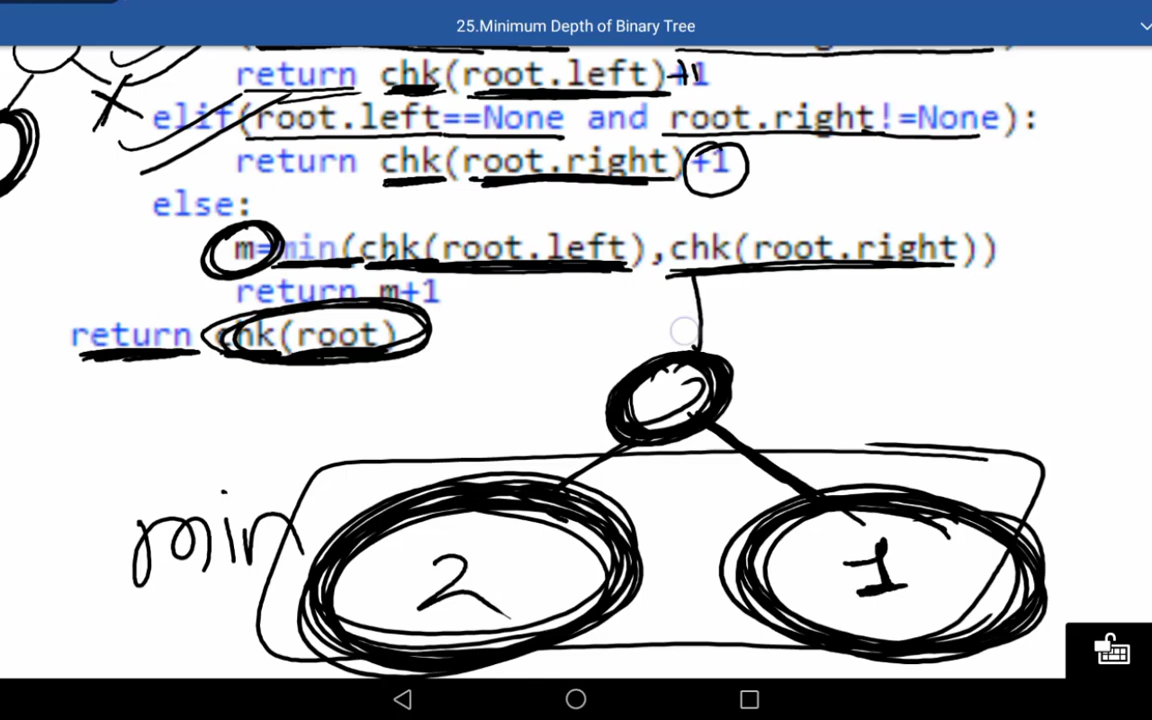 25.Minimum Depth of Binary Tree
return chk(root.left)+1
elif(root.left==None and root.right!=None):
return chk(root.right)+1
else:
m=min(chk(root.left),chk(root.right))
return m+1
return chk(root)
min
2
1